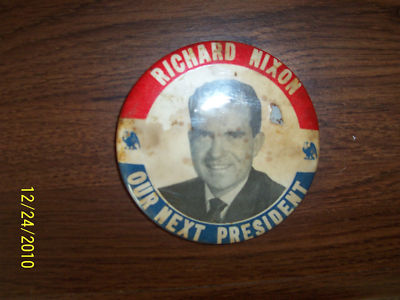 RICHARD NIXON
OUR NEXT PRESIDENT
12/24/2010